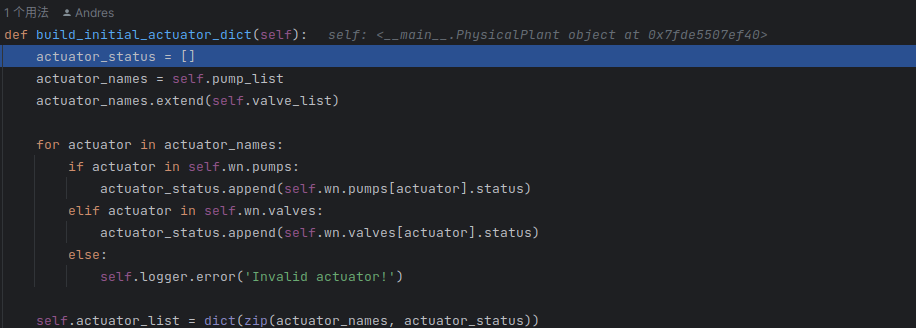 1 个用法 Andres
def build_initial_actuator_dict(self): self: <__main__.PhysicalPlant object at 0x7fde5507ef40>
    actuator_status = []
    actuator_names = self.pump_list
    actuator_names.extend(self.valve_list)

    for actuator in actuator_names:
        if actuator in self.wn.pumps:
            actuator_status.append(self.wn.pumps[actuator].status)
        elif actuator in self.wn.valves:
            actuator_status.append(self.wn.valves[actuator].status)
        else:
            self.logger.error('Invalid actuator!')

    self.actuator_list = dict(zip(actuator_names, actuator_status))